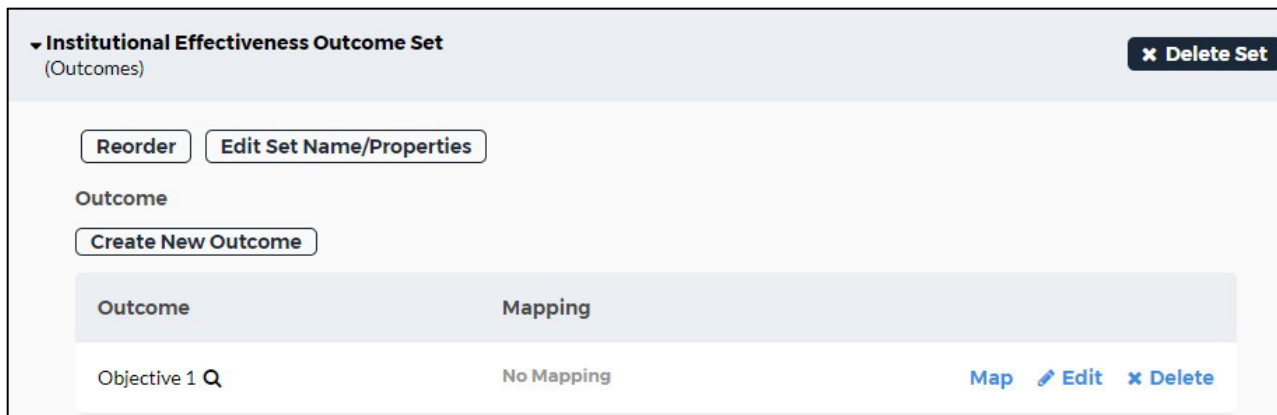 Institutional Effectiveness Outcome Set
(Outcomes)
Delete Set
Reorder Edit Set Name/Properties
Outcome
Create New Outcome
Outcome Mapping
Objective 1 No Mapping Map Edit Delete